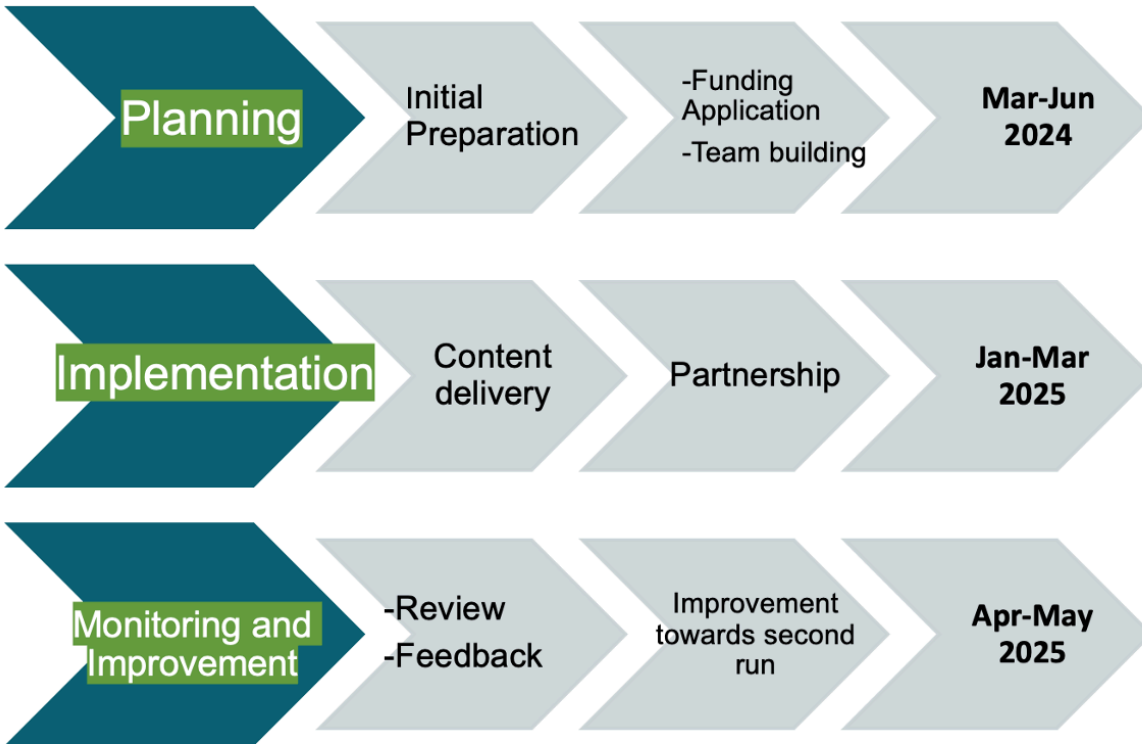 Planning
Initial
Preparation
-Funding
Application
-Team building
Mar-Jun
2024
Implementation
Content
delivery
Partnership
Jan-Mar
2025
Monitoring and
Improvement
-Review
-Feedback
Improvement
towards second
run
Apr-May
2025